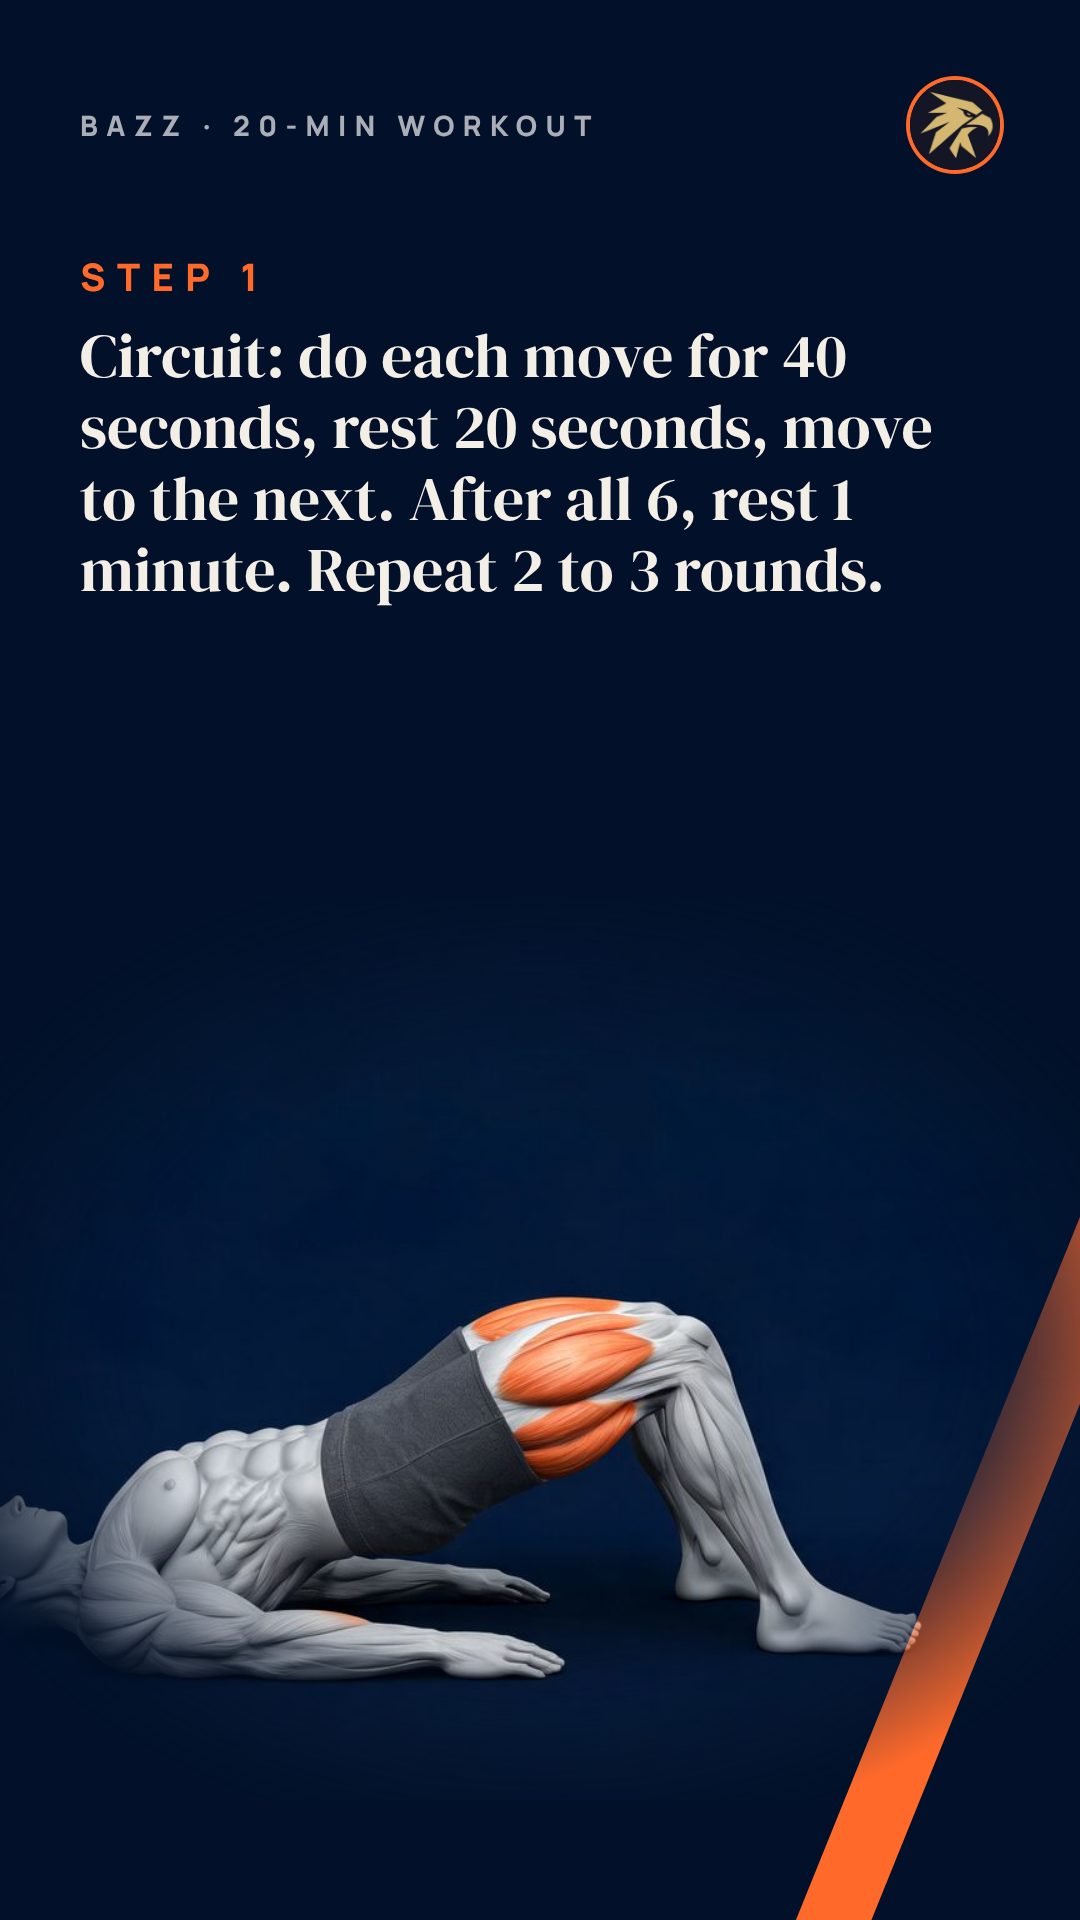 BAZZ · 20-MIN WORKOUT
STEP 1
Circuit: do each move for 40
seconds, rest 20 seconds, move
to the next. After all 6, rest 1
minute. Repeat 2 to 3 rounds.